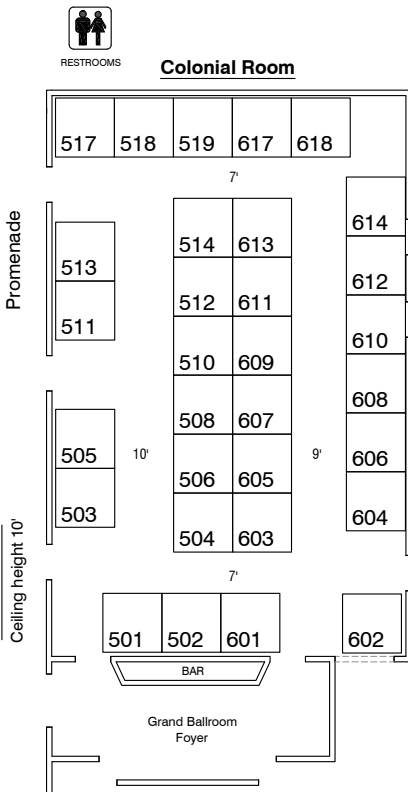 RESTROOMS
Colonial Room
517 518 519 617 618
7'
Promenade
514 613
614
513
512 611
612
511
510 609
610
508 607
608
505
10'
9'
506 605
606
503
504 603
604
Ceiling height 10'
7'
501 502 601
602
BAR
Grand Ballroom
Foyer